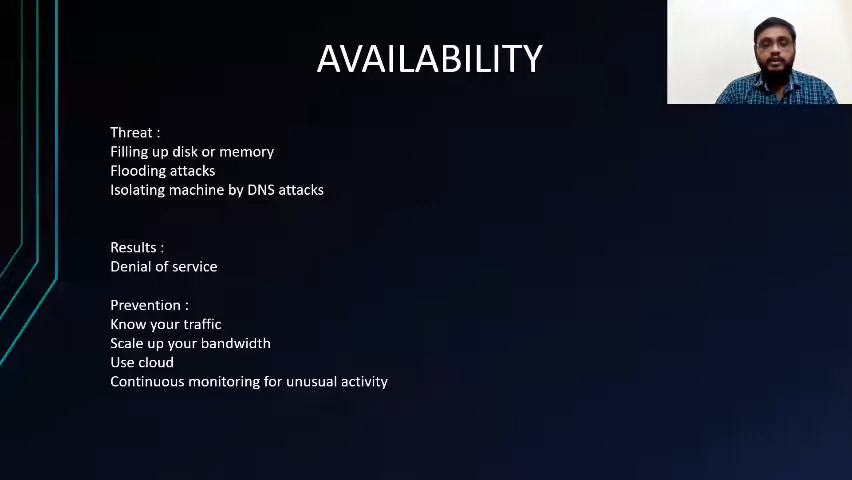 AVAILABILITY
Threat :
Filling up disk or memory
Flooding attacks
Isolating machine by DNS attacks
Results :
Denial of service
Prevention :
Know your traffic
Scale up your bandwidth
Use cloud
Continuous monitoring for unusual activity